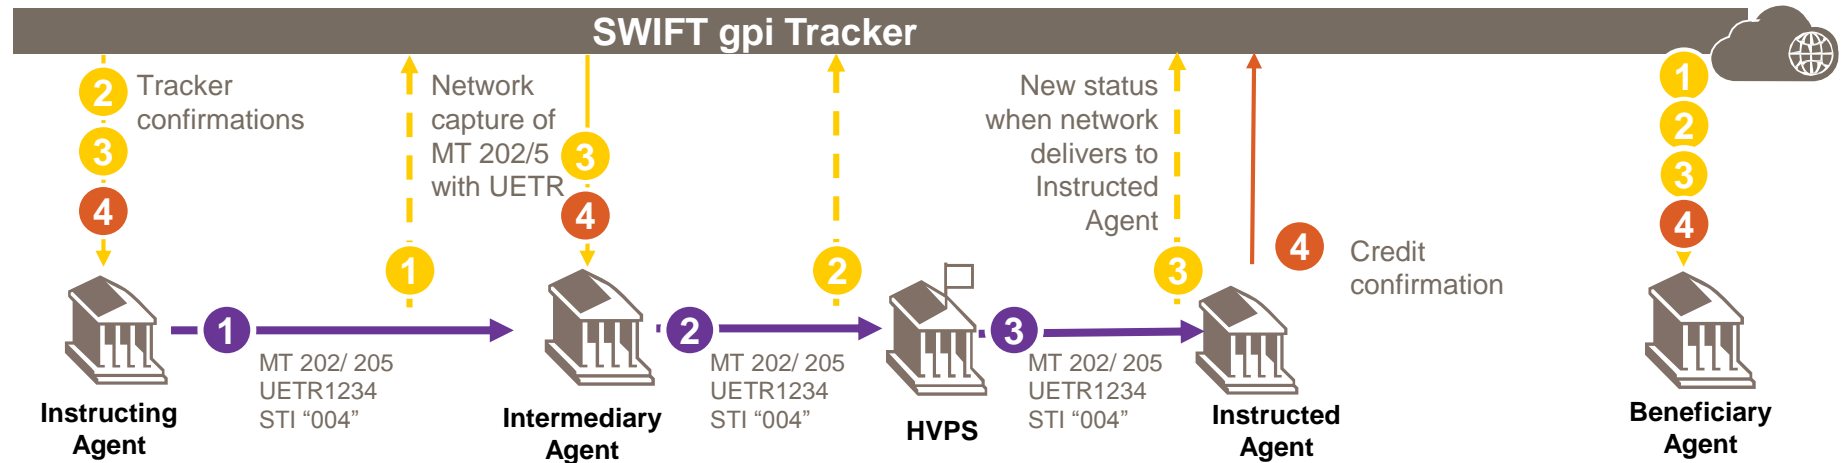 SWIFT gpi Tracker
2
3
4
Tracker
confirmations
1
Network
capture of
MT 202/5
with UETR
3
4
2
New status
when network
delivers to
Instructed
Agent
3
4
Credit
confirmation
1
2
3
4
1
MT 202/ 205
UETR1234
STI “004”
2
MT 202/ 205
UETR1234
STI “004”
3
MT 202/ 205
UETR1234
STI “004”
Instructing
Agent
Intermediary
Agent
HVPS
Instructed
Agent
Beneficiary
Agent